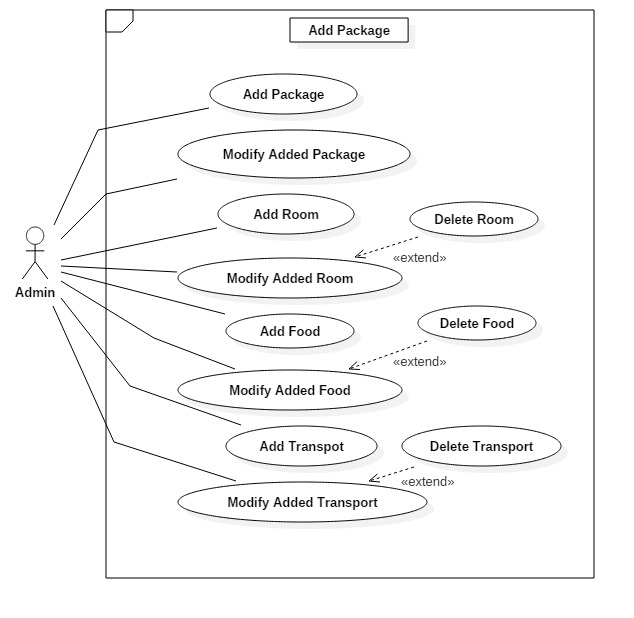 Add Package
Add Package
Modify Added Package
Add Room
Delete Room
«extend»
Modify Added Room
Admin
Add Food
Delete Food
«extend»
Modify Added Food
Add Transpot
Delete Transport
«extend»
Modify Added Transport